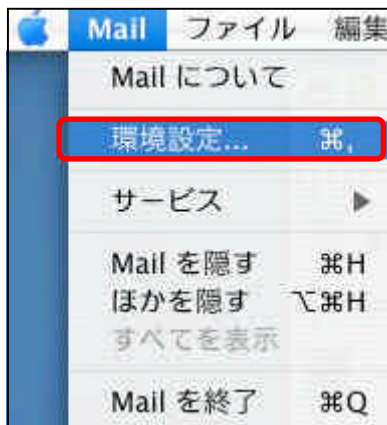 Mail ファイル 編集
Mail について
環境設定... ⌘,
サービス ▶
Mail を隠す ⌘H
ほかを隠す ⌥⌘H
すべてを表示
Mail を終了 ⌘Q